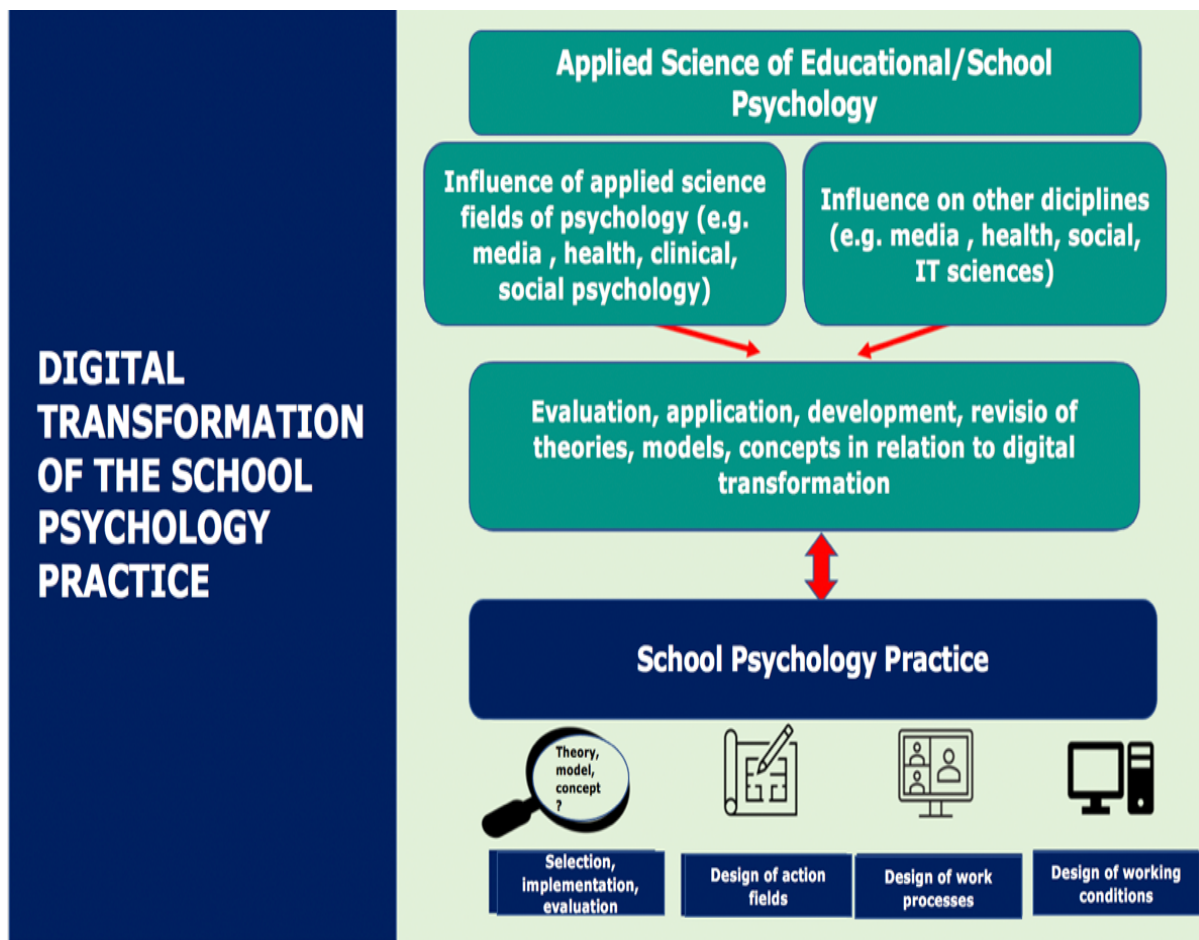 DIGITAL
TRANSFORMATION
OF THE SCHOOL
PSYCHOLOGY
PRACTICE
Applied Science of Educational/School
Psychology
Influence of applied science
fields of psychology (e.g.
media , health, clinical,
social psychology)
Influence on other diciplines
(e.g. media , health, social,
IT sciences)
Evaluation, application, development, revisio of
theories, models, concepts in relation to digital
transformation
School Psychology Practice
Theory,
model,
concept
?
Selection,
implementation,
evaluation
Design of action
fields
Design of work
processes
Design of working
conditions